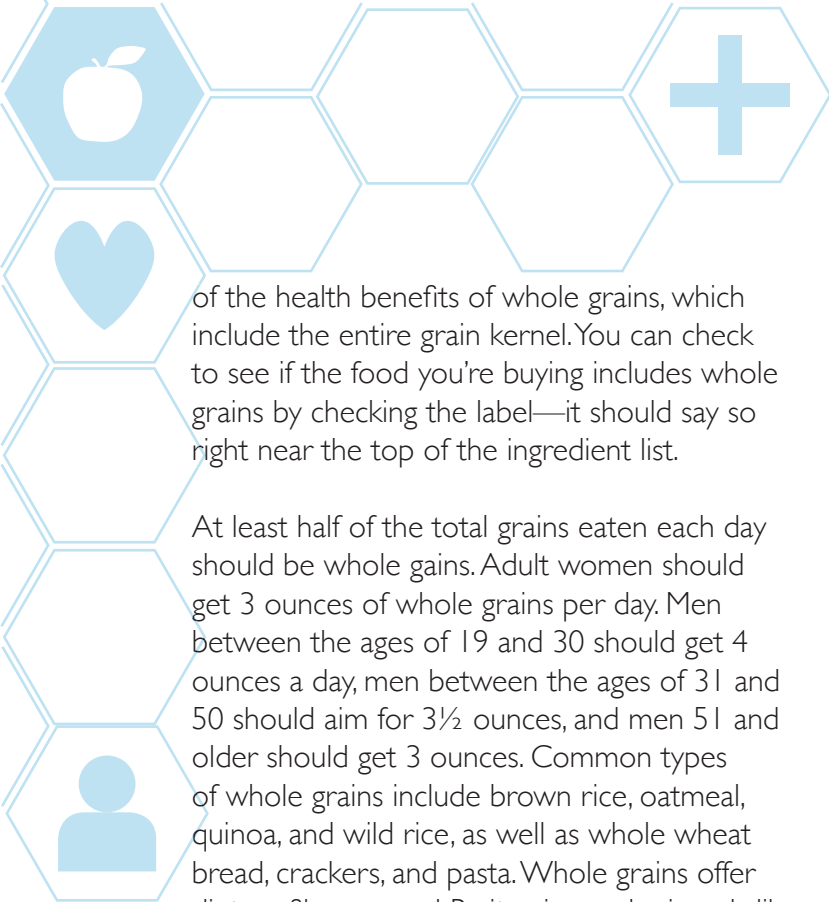 of the health benefits of whole grains, which
include the entire grain kernel. You can check
to see if the food you’re buying includes whole
grains by checking the label—it should say so
right near the top of the ingredient list.
At least half of the total grains eaten each day
should be whole gains. Adult women should
get 3 ounces of whole grains per day. Men
between the ages of 19 and 30 should get 4
ounces a day, men between the ages of 31 and
50 should aim for 3½ ounces, and men 51 and
older should get 3 ounces. Common types
of whole grains include brown rice, oatmeal,
quinoa, and wild rice, as well as whole wheat
bread, crackers, and pasta. Whole grains offer